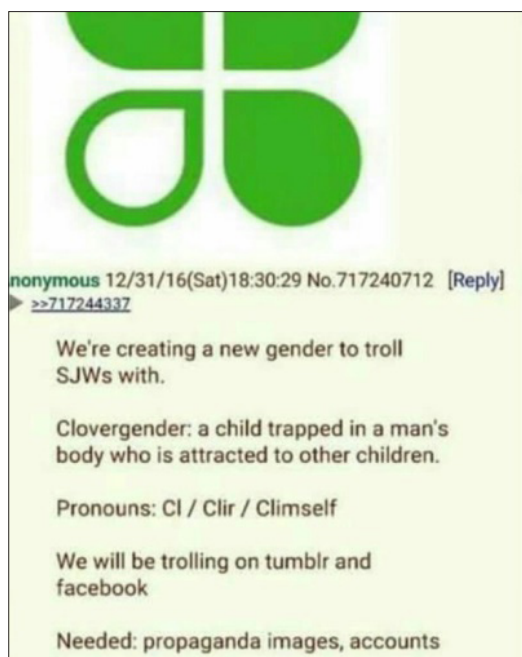 nonymous 12/31/16(Sat)18:30:29 No.717240712 [Reply]
>>717244337
We're creating a new gender to troll
SJWs with.
Clovergender: a child trapped in a man's
body who is attracted to other children.
Pronouns: Cl / Clir / Climself
We will be trolling on tumblr and
facebook
Needed: propaganda images, accounts